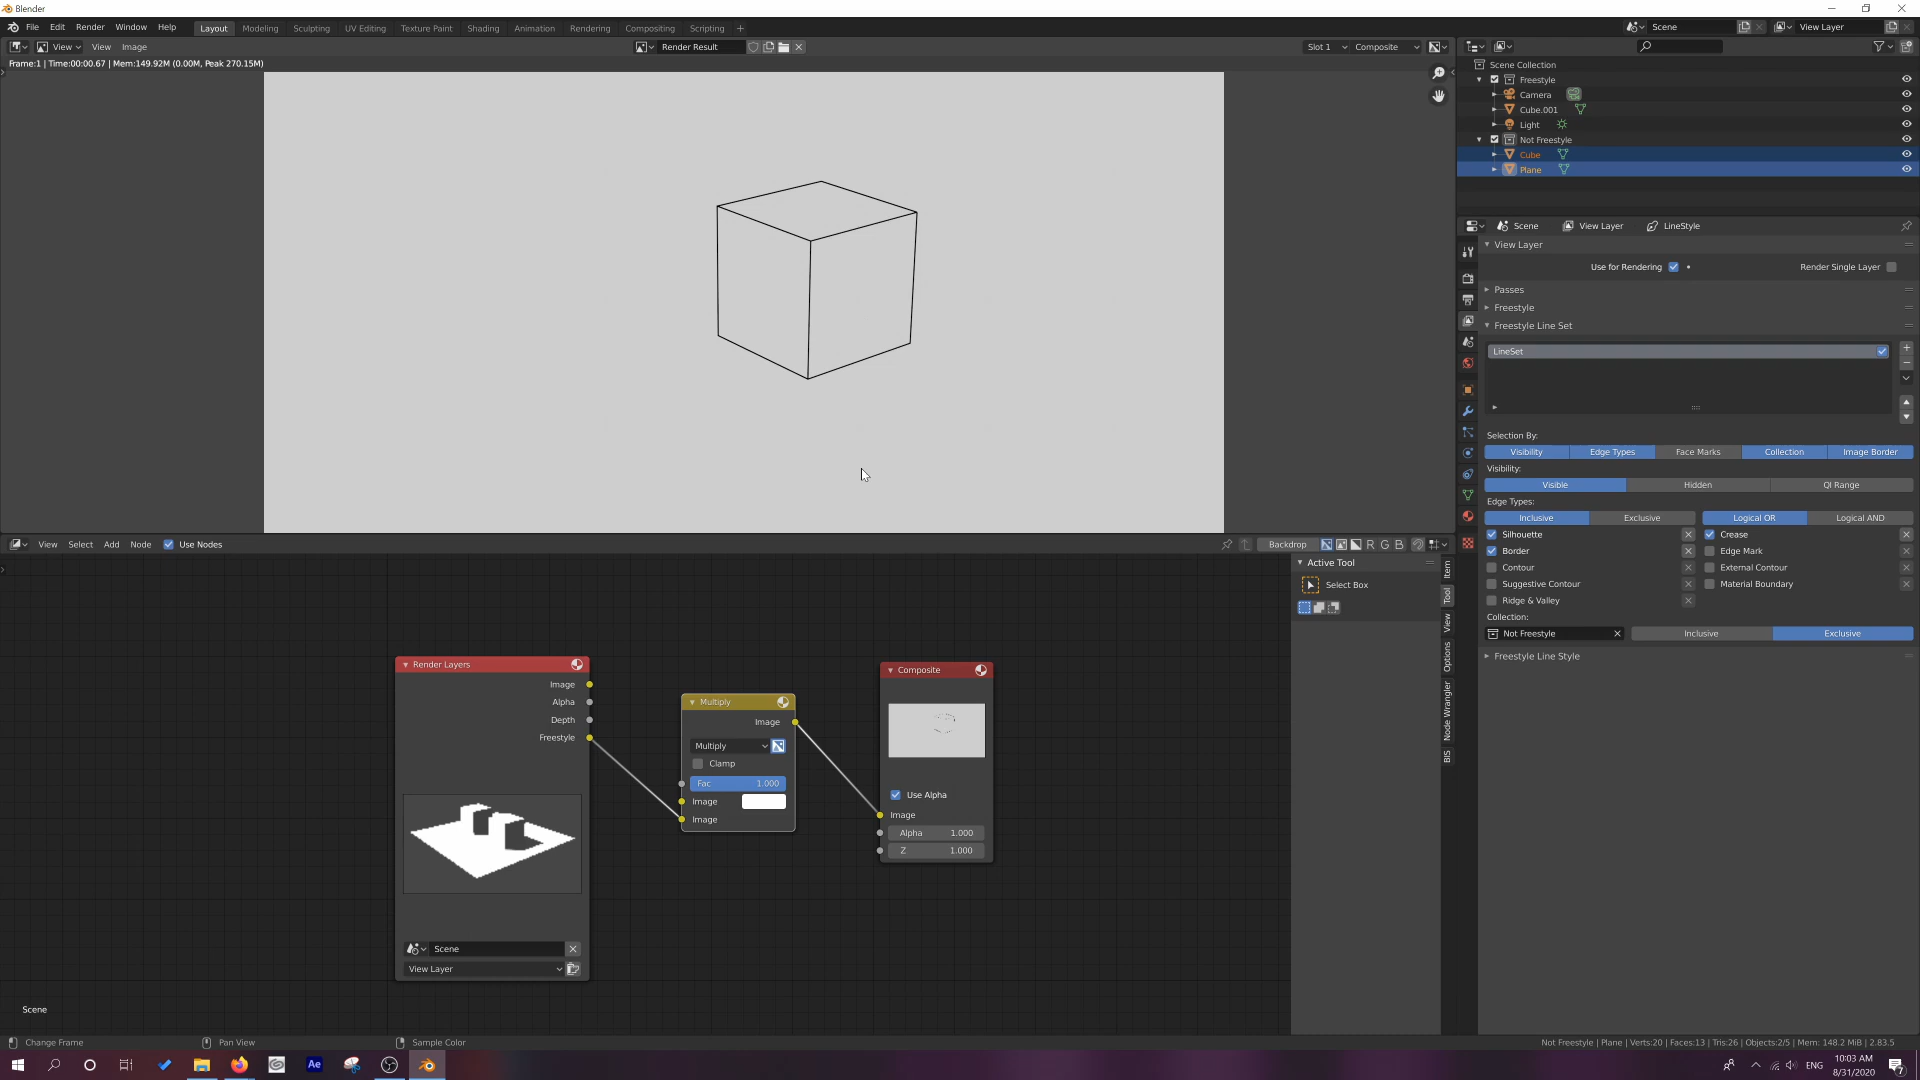 Blender
File Edit Render Window Help Layout Modeling Sculpting UV Editing Texture Paint Shading Animation Rendering Compositing Scripting + Scene View Layer
View View Image Render Result Slot 1 Composite
Frame:1 | Time:00:00.67 | Mem:149.92M (0.00M, Peak 270.15M)
Scene Collection
Freestyle
Camera
Cube.001
Light
Not Freestyle
Cube
Plane
Scene View Layer LineStyle
View Layer
Use for Rendering Render Single Layer
Passes
Freestyle
Freestyle Line Set
LineSet
Selection By:
Visibility Edge Types Face Marks Collection Image Border
Visibility:
Visible Hidden QI Range
Edge Types:
Inclusive Exclusive Logical OR Logical AND
Silhouette Crease
Border Edge Mark
Contour External Contour
Suggestive Contour Material Boundary
Ridge & Valley
Collection:
Not Freestyle Inclusive Exclusive
Freestyle Line Style
View Select Add Node Use Nodes Backdrop R G B
Active Tool
Select Box
Item
Tool
View
Options
Node Wrangler
BIS
Render Layers
Image
Alpha
Depth
Freestyle
Scene
View Layer
Multiply
Image
Multiply
Clamp
Fac 1.000
Image
Image
Composite
Use Alpha
Image
Alpha 1.000
Z 1.000
Scene
Change Frame Pan View Sample Color Not Freestyle | Plane | Verts:20 | Faces:13 | Tris:26 | Objects:2/5 | Mem: 148.2 MiB | 2.83.5
Ae ENG 10:03 AM
8/31/2020
7